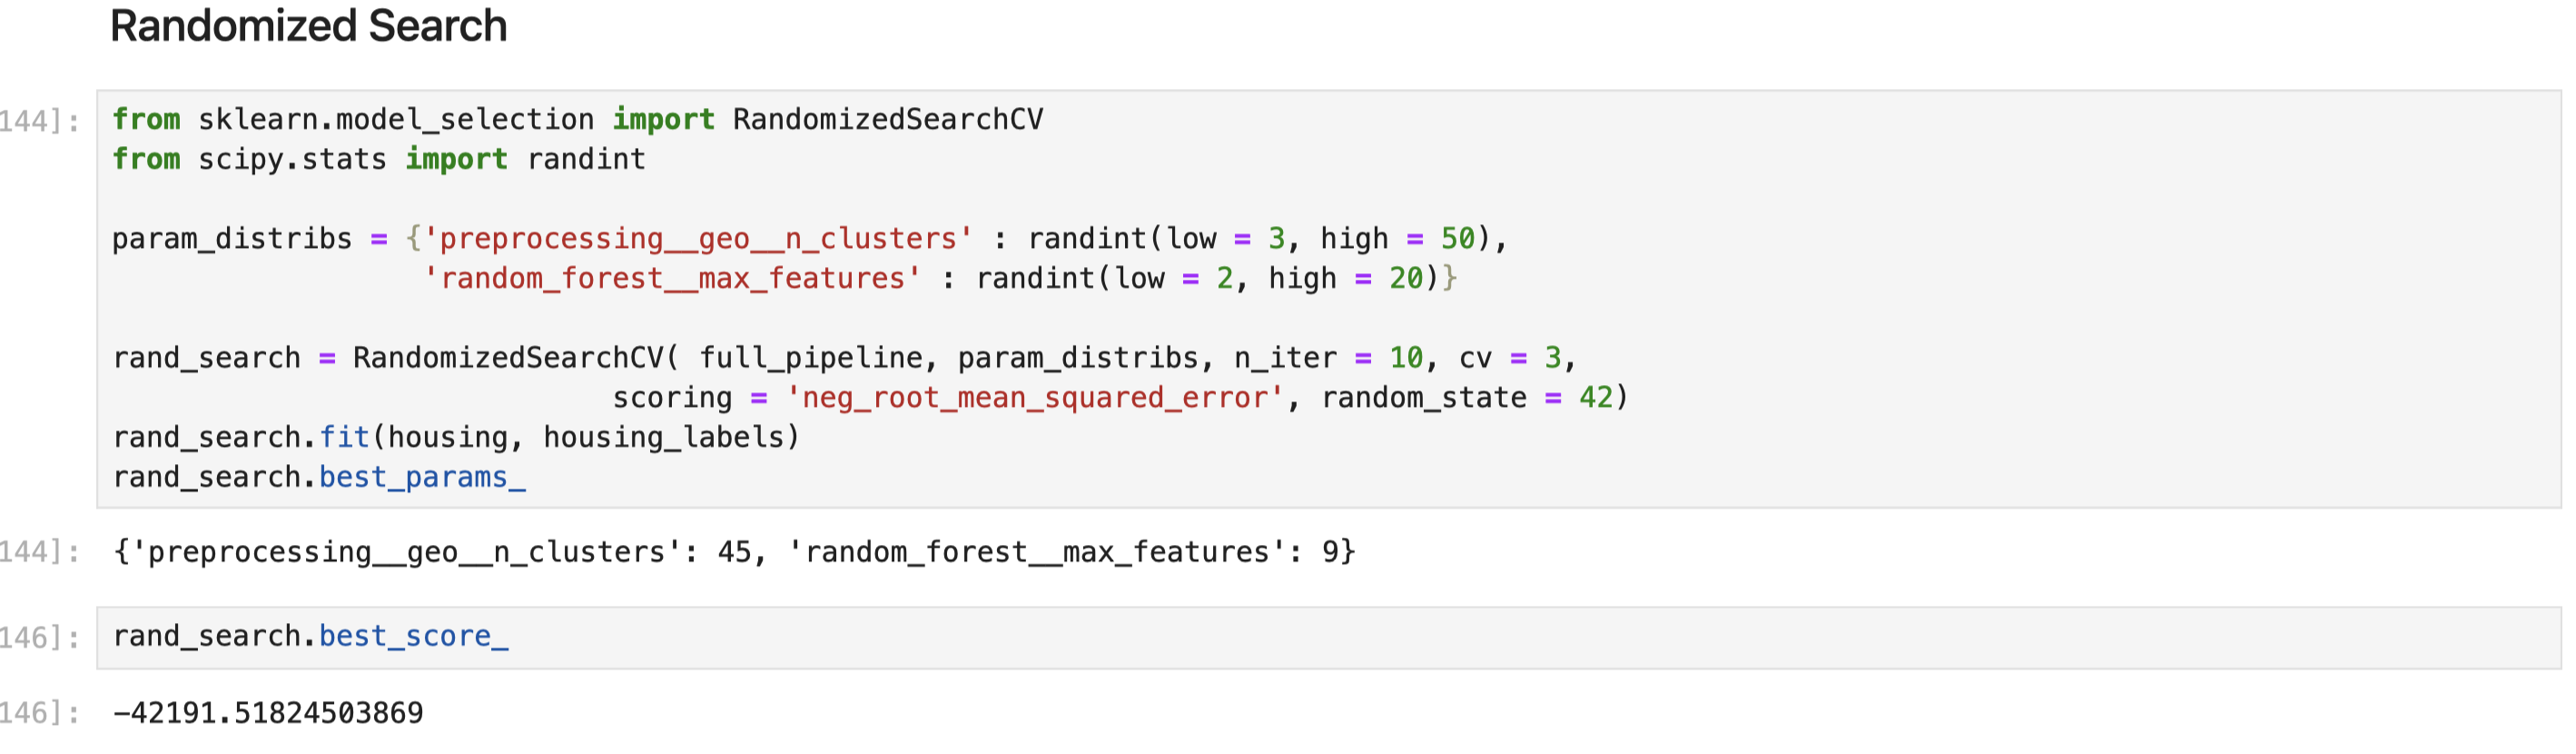 Randomized Search
144]:
from sklearn.model_selection import RandomizedSearchCV
from scipy.stats import randint
param_distribs = {'preprocessing__geo__n_clusters' : randint(low = 3, high = 50),
'random_forest__max_features' : randint(low = 2, high = 20)}
rand_search = RandomizedSearchCV( full_pipeline, param_distribs, n_iter = 10, cv = 3,
scoring = 'neg_root_mean_squared_error', random_state = 42)
rand_search.fit(housing, housing_labels)
rand_search.best_params_
144]: {'preprocessing__geo__n_clusters': 45, 'random_forest__max_features': 9}
146]: rand_search.best_score_
146]: −42191.51824503869